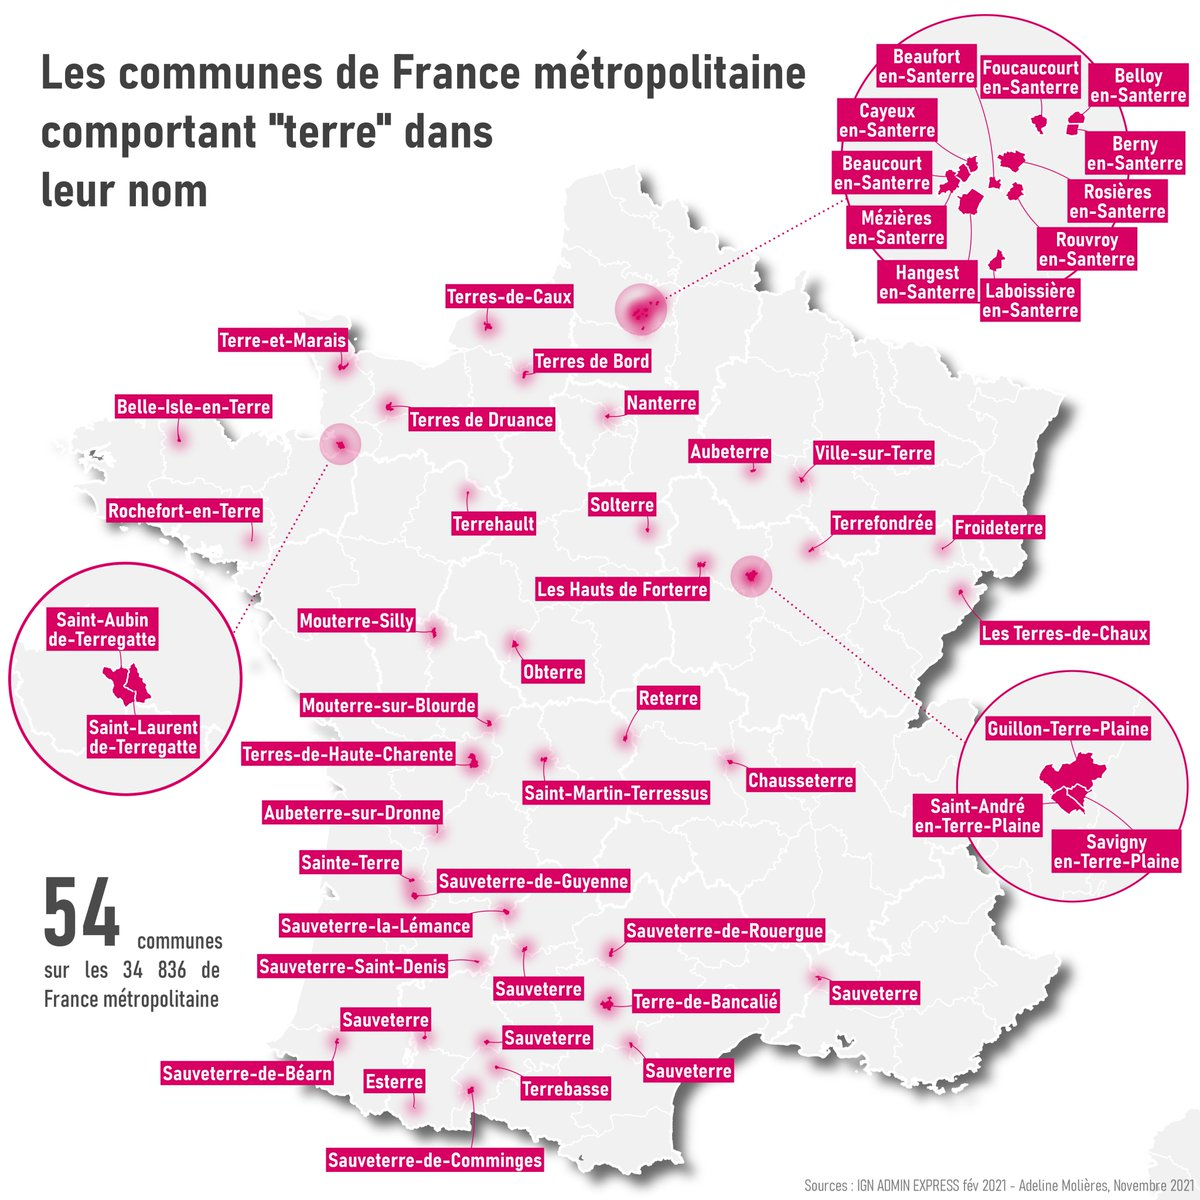 Les communes de France métropolitaine
comportant "terre" dans
leur nom
Beaufort
en-Santerre
Foucaucourt
en-Santerre
Belloy
en-Santerre
Cayeux
en-Santerre
Berny
en-Santerre
Beaucourt
en-Santerre
Rosières
en-Santerre
Mézières
en-Santerre
Rouvroy
en-Santerre
Hangest
en-Santerre
Laboissière
en-Santerre
Terres-de-Caux
Terre-et-Marais
Terres de Bord
Belle-Isle-en-Terre
Terres de Druance
Nanterre
Aubeterre
Ville-sur-Terre
Rochefort-en-Terre
Terrehault
Solterre
Terrefondrée
Froideterre
Les Hauts de Forterre
Saint-Aubin
de-Terregatte
Saint-Laurent
de-Terregatte
Mouterre-Silly
Obterre
Les Terres-de-Chaux
Mouterre-sur-Blourde
Reterre
Terres-de-Haute-Charente
Saint-Martin-Terressus
Chausseterre
Guillon-Terre-Plaine
Saint-André
en-Terre-Plaine
Savigny
en-Terre-Plaine
Aubeterre-sur-Dronne
Sainte-Terre
Sauveterre-de-Guyenne
Sauveterre-la-Lémance
Sauveterre-de-Rouergue
Sauveterre-Saint-Denis
Sauveterre
Sauveterre
Terre-de-Bancalié
Sauveterre
Sauveterre
Sauveterre
Sauveterre-de-Béarn
Esterre
Terrebasse
Sauveterre-de-Comminges
54 communes
sur les 34 836 de
France métropolitaine
Sources : IGN ADMIN EXPRESS fév 2021 - Adeline Molières, Novembre 2021